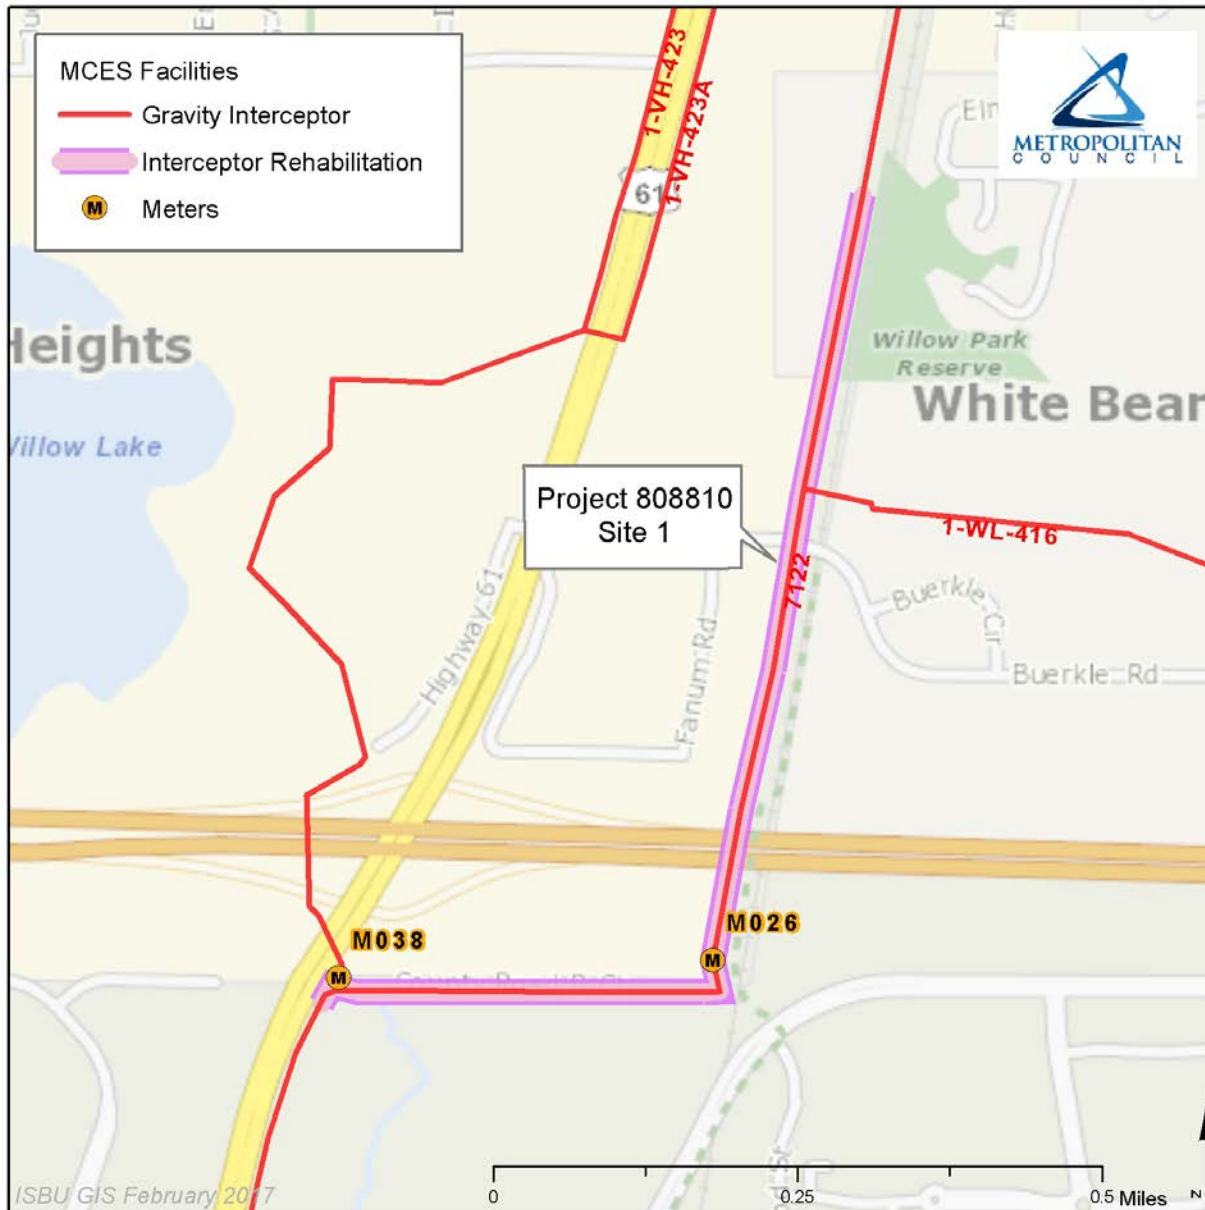 MCES Facilities
Gravity Interceptor
Interceptor Rehabilitation
M Meters
METROPOLITAN
COUNCIL
1-VH-423
1-VH-423A
61
Heights
Willow Park
Reserve
White Bear
Willow Lake
Project 808810
Site 1
1-WL-416
7122
Buerkle Cir
Highway 61
Fanum Rd
Buerkle Rd
M026
M
M038
M
ISBU GIS February 2017
0 0.25 0.5 Miles
N